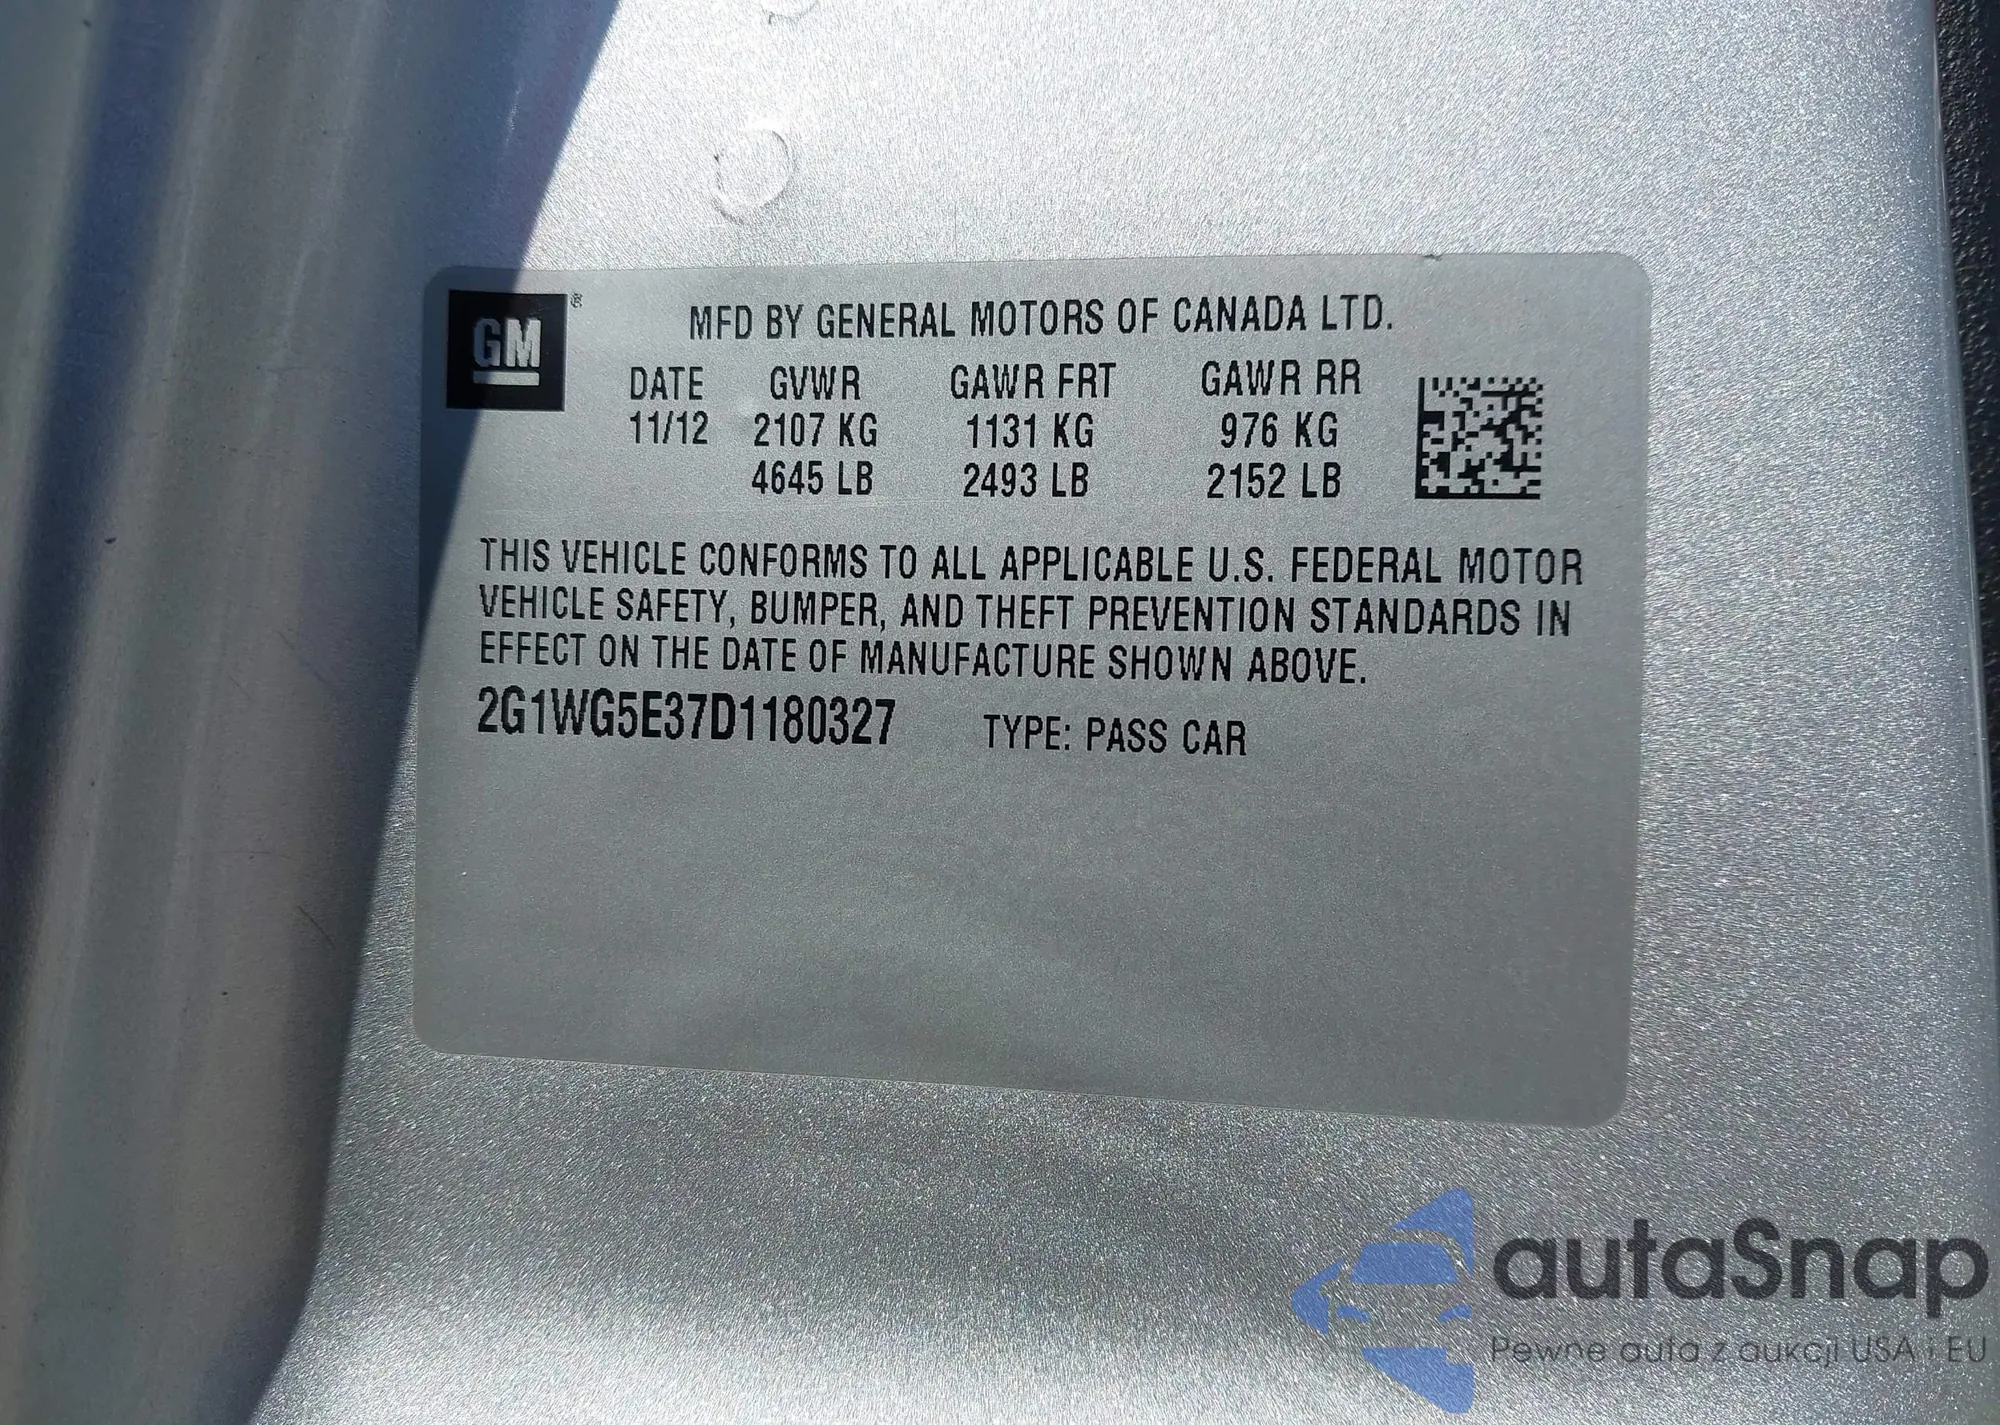 GM ®
MFD BY GENERAL MOTORS OF CANADA LTD.
DATE GVWR GAWR FRT GAWR RR
11/12 2107 KG 1131 KG 976 KG
4645 LB 2493 LB 2152 LB
THIS VEHICLE CONFORMS TO ALL APPLICABLE U.S. FEDERAL MOTOR
VEHICLE SAFETY, BUMPER, AND THEFT PREVENTION STANDARDS IN
EFFECT ON THE DATE OF MANUFACTURE SHOWN ABOVE.
2G1WG5E37D1180327 TYPE: PASS CAR
autaSnap
Pewne auta z aukcji USA i EU